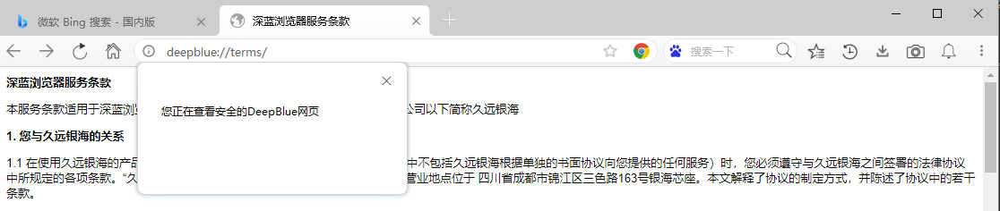 微软 Bing 搜索 - 国内版
深蓝浏览器服务条款
deepblue://terms/
搜索一下
深蓝浏览器服务条款
本服务条款适用于深蓝浏
公司以下简称久远银海
您正在查看安全的DeepBlue网页
1. 您与久远银海的关系
1.1 在使用久远银海的产品
中不包括久远银海根据单独的书面协议向您提供的任何服务）时，您必须遵守与久远银海之间签署的法律协议
中所规定的各项条款。“久
营业地点位于 四川省成都市锦江区三色路163号银海芯座。本文解释了协议的制定方式，并陈述了协议中的若干
条款。